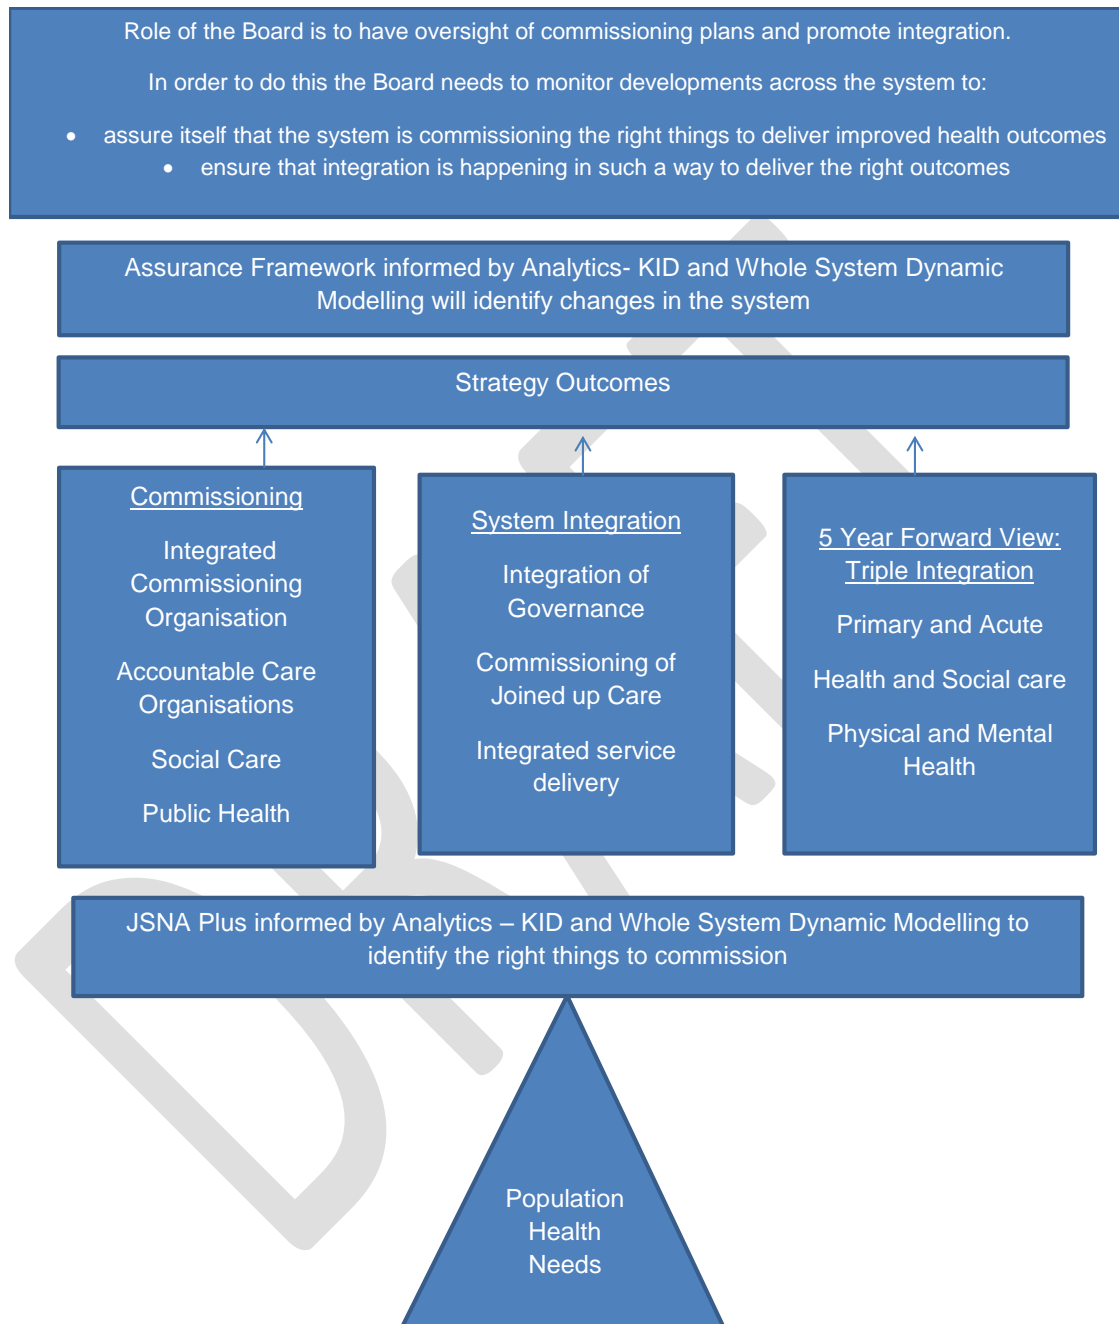 Role of the Board is to have oversight of commissioning plans and promote integration.
In order to do this the Board needs to monitor developments across the system to:
• assure itself that the system is commissioning the right things to deliver improved health outcomes
• ensure that integration is happening in such a way to deliver the right outcomes
Assurance Framework informed by Analytics- KID and Whole System Dynamic
Modelling will identify changes in the system
Strategy Outcomes
Commissioning
Integrated
Commissioning
Organisation
Accountable Care
Organisations
Social Care
Public Health
System Integration
Integration of
Governance
Commissioning of
Joined up Care
Integrated service
delivery
5 Year Forward View:
Triple Integration
Primary and Acute
Health and Social care
Physical and Mental
Health
JSNA Plus informed by Analytics – KID and Whole System Dynamic Modelling to
identify the right things to commission
Population
Health
Needs
DRAFT